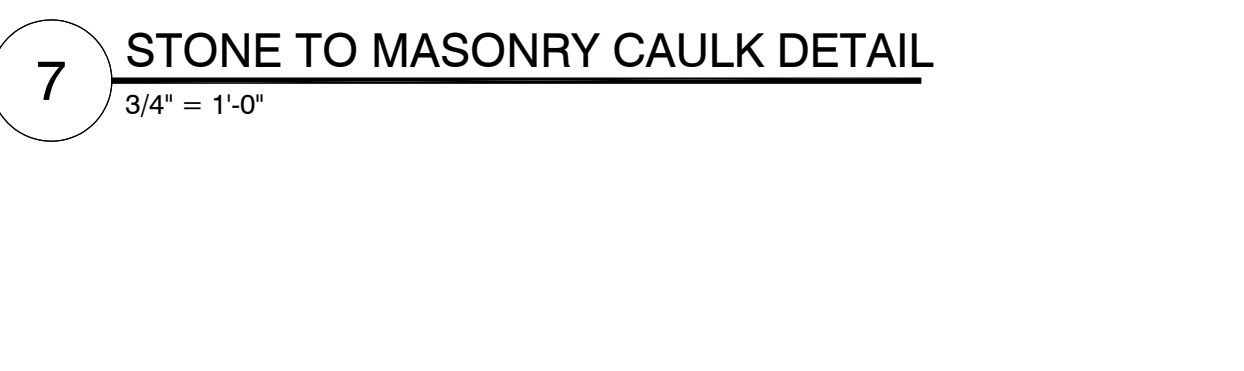 7
STONE TO MASONRY CAULK DETAIL
3/4" = 1'-0"